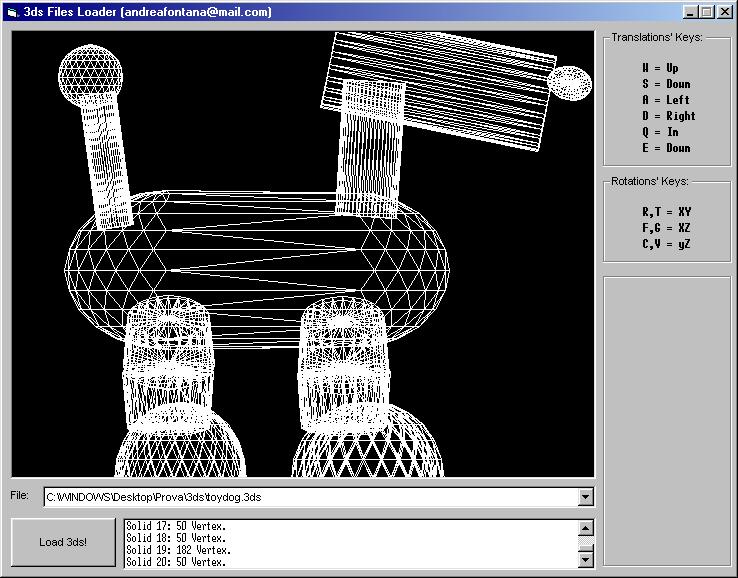 3ds Files Loader (andreafontana@mail.com)
Translations' Keys:
W = Up
S = Down
A = Left
D = Right
Q = In
E = Down
Rotations' Keys:
R,T = XY
F,G = XZ
C,V = yZ
File:
C:\WINDOWS\Desktop\Prova\3ds\toydog.3ds
Load 3ds!
Solid 17: 50 Vertex.
Solid 18: 50 Vertex.
Solid 19: 182 Vertex.
Solid 20: 50 Vertex.